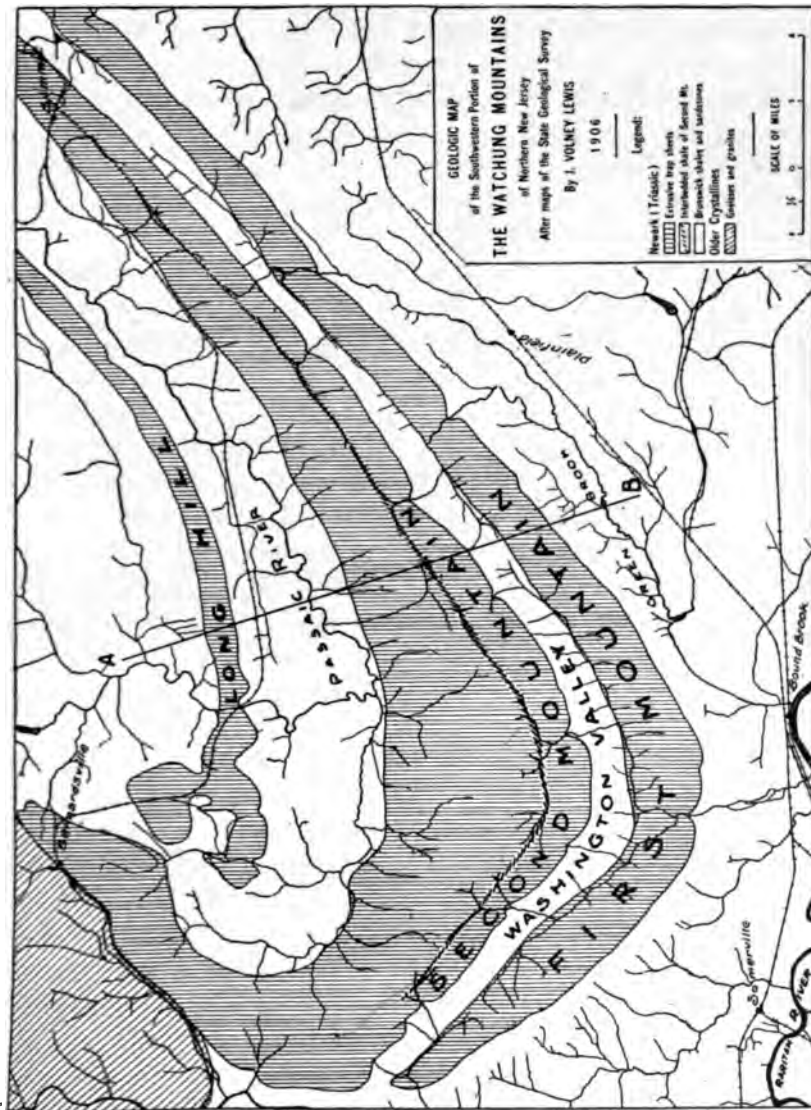 GEOLOGIC MAP
of the Southwestern Portion of
THE WATCHUNG MOUNTAINS
of Northern New Jersey
After maps of the State Geological Survey
By J. VOLNEY LEWIS
1906
Legend:
Newark (Triassic)
Extrusive trap sheets
Interbedded shale of Second Mt.
Brunswick shales and sandstones
Older Crystallines
Gneisses and granites
SCALE OF MILES
0
Summit
Bernardsville
A
LONG HILL
PASSAIC RIVER
SECOND MOUNTAIN
WASHINGTON VALLEY
FIRST MOUNTAIN
Plainfield
GREEN BROOK
B
Bound Brook
Somerville
RARITAN RIVER